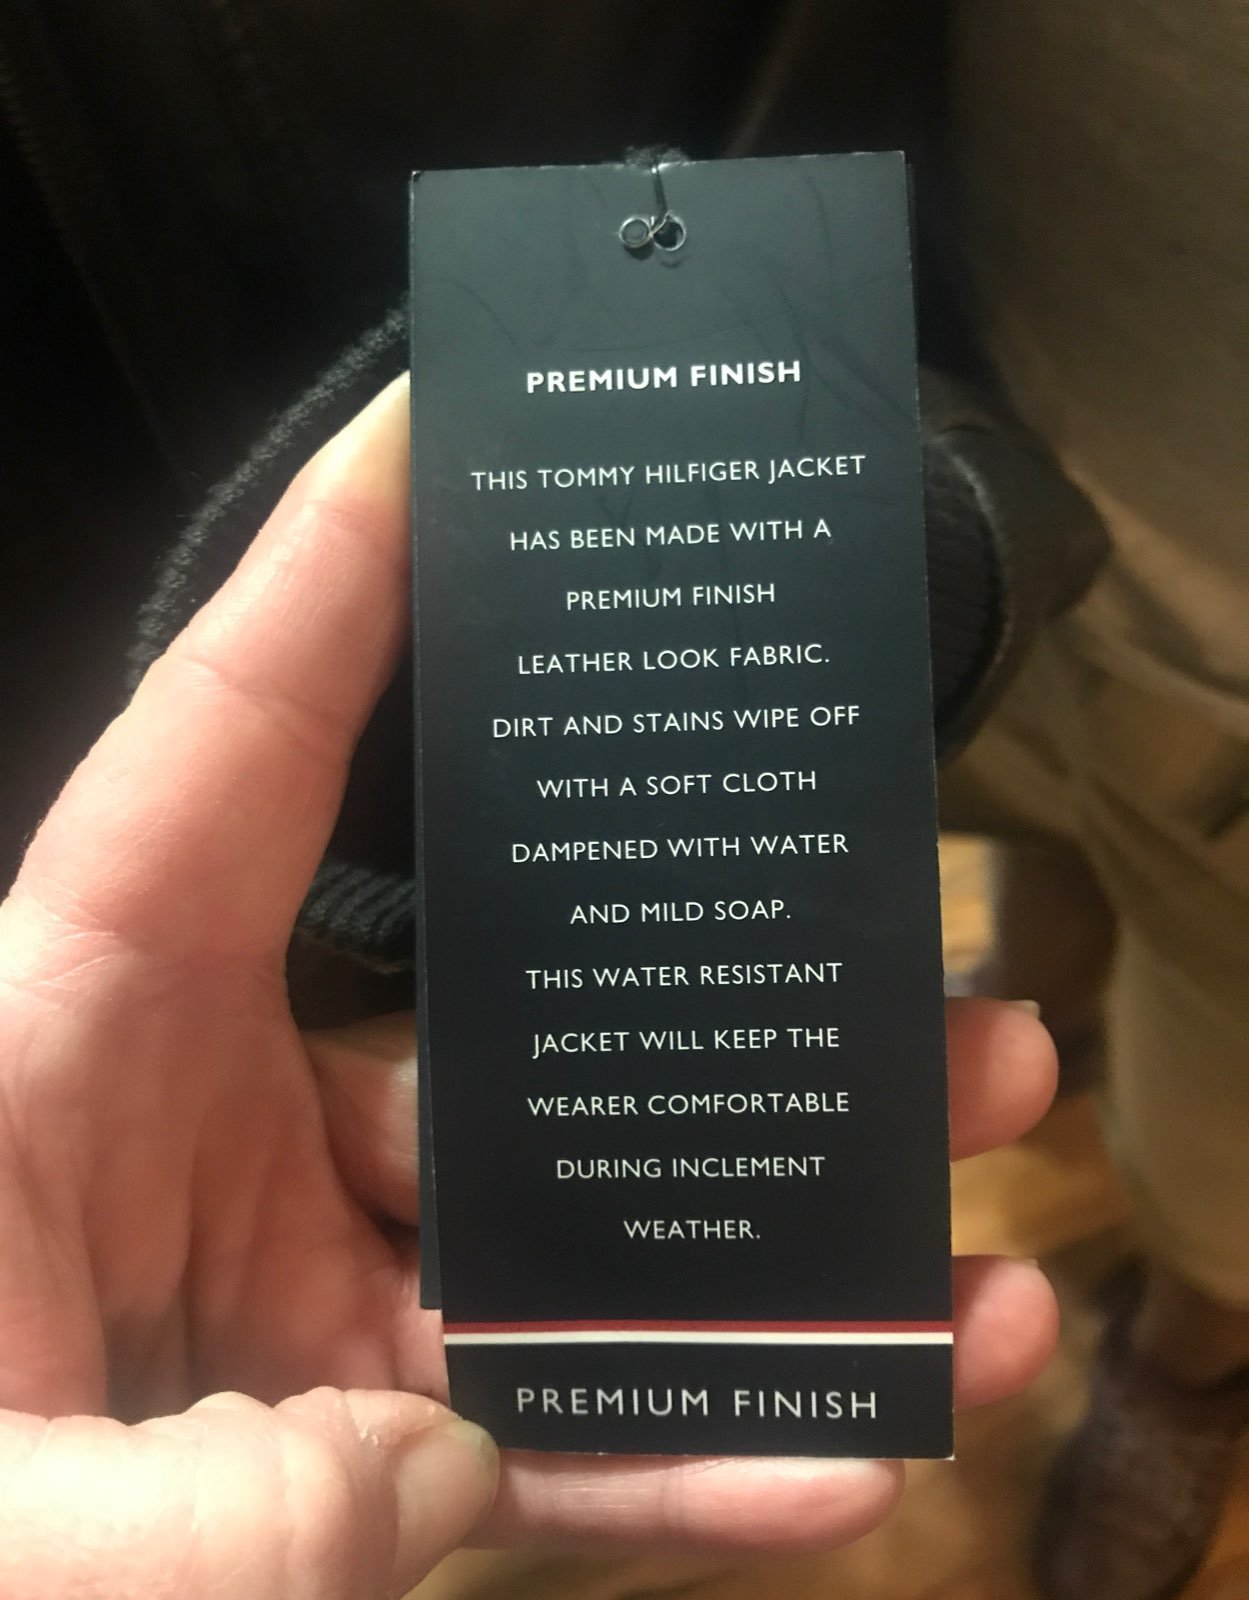 PREMIUM FINISH
THIS TOMMY HILFIGER JACKET
HAS BEEN MADE WITH A
PREMIUM FINISH
LEATHER LOOK FABRIC.
DIRT AND STAINS WIPE OFF
WITH A SOFT CLOTH
DAMPENED WITH WATER
AND MILD SOAP.
THIS WATER RESISTANT
JACKET WILL KEEP THE
WEARER COMFORTABLE
DURING INCLEMENT
WEATHER.
PREMIUM FINISH